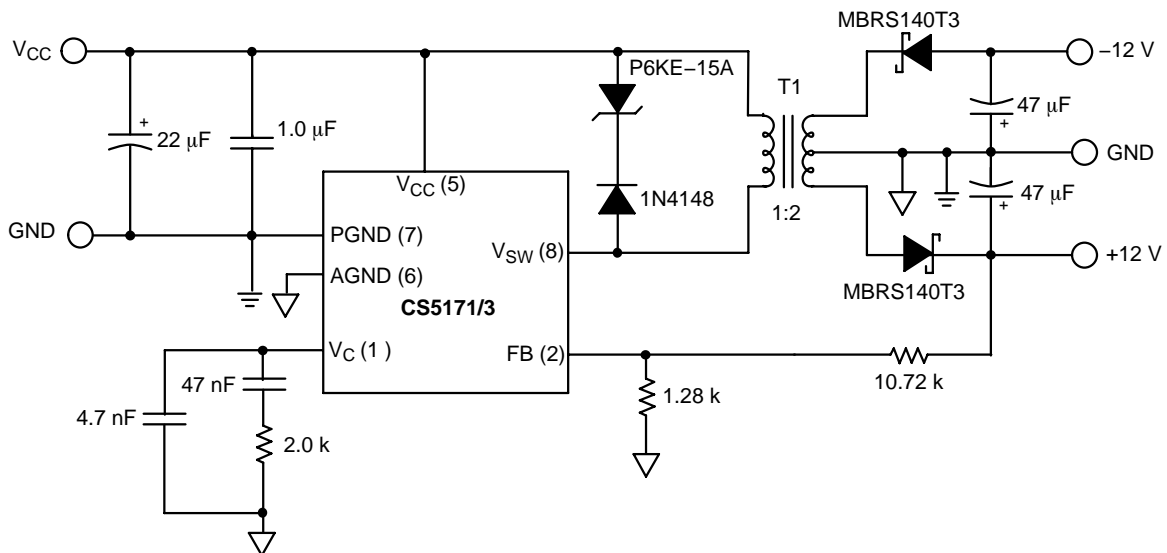 MBRS140T3
V_CC
−12 V
P6KE−15A
T1
47 μF
+
+
22 μF
1.0 μF
GND
V_CC (5)
1N4148
47 μF
+
1:2
GND
PGND (7)
V_SW (8)
+12 V
AGND (6)
MBRS140T3
CS5171/3
V_C (1 )
FB (2)
47 nF
10.72 k
1.28 k
4.7 nF
2.0 k